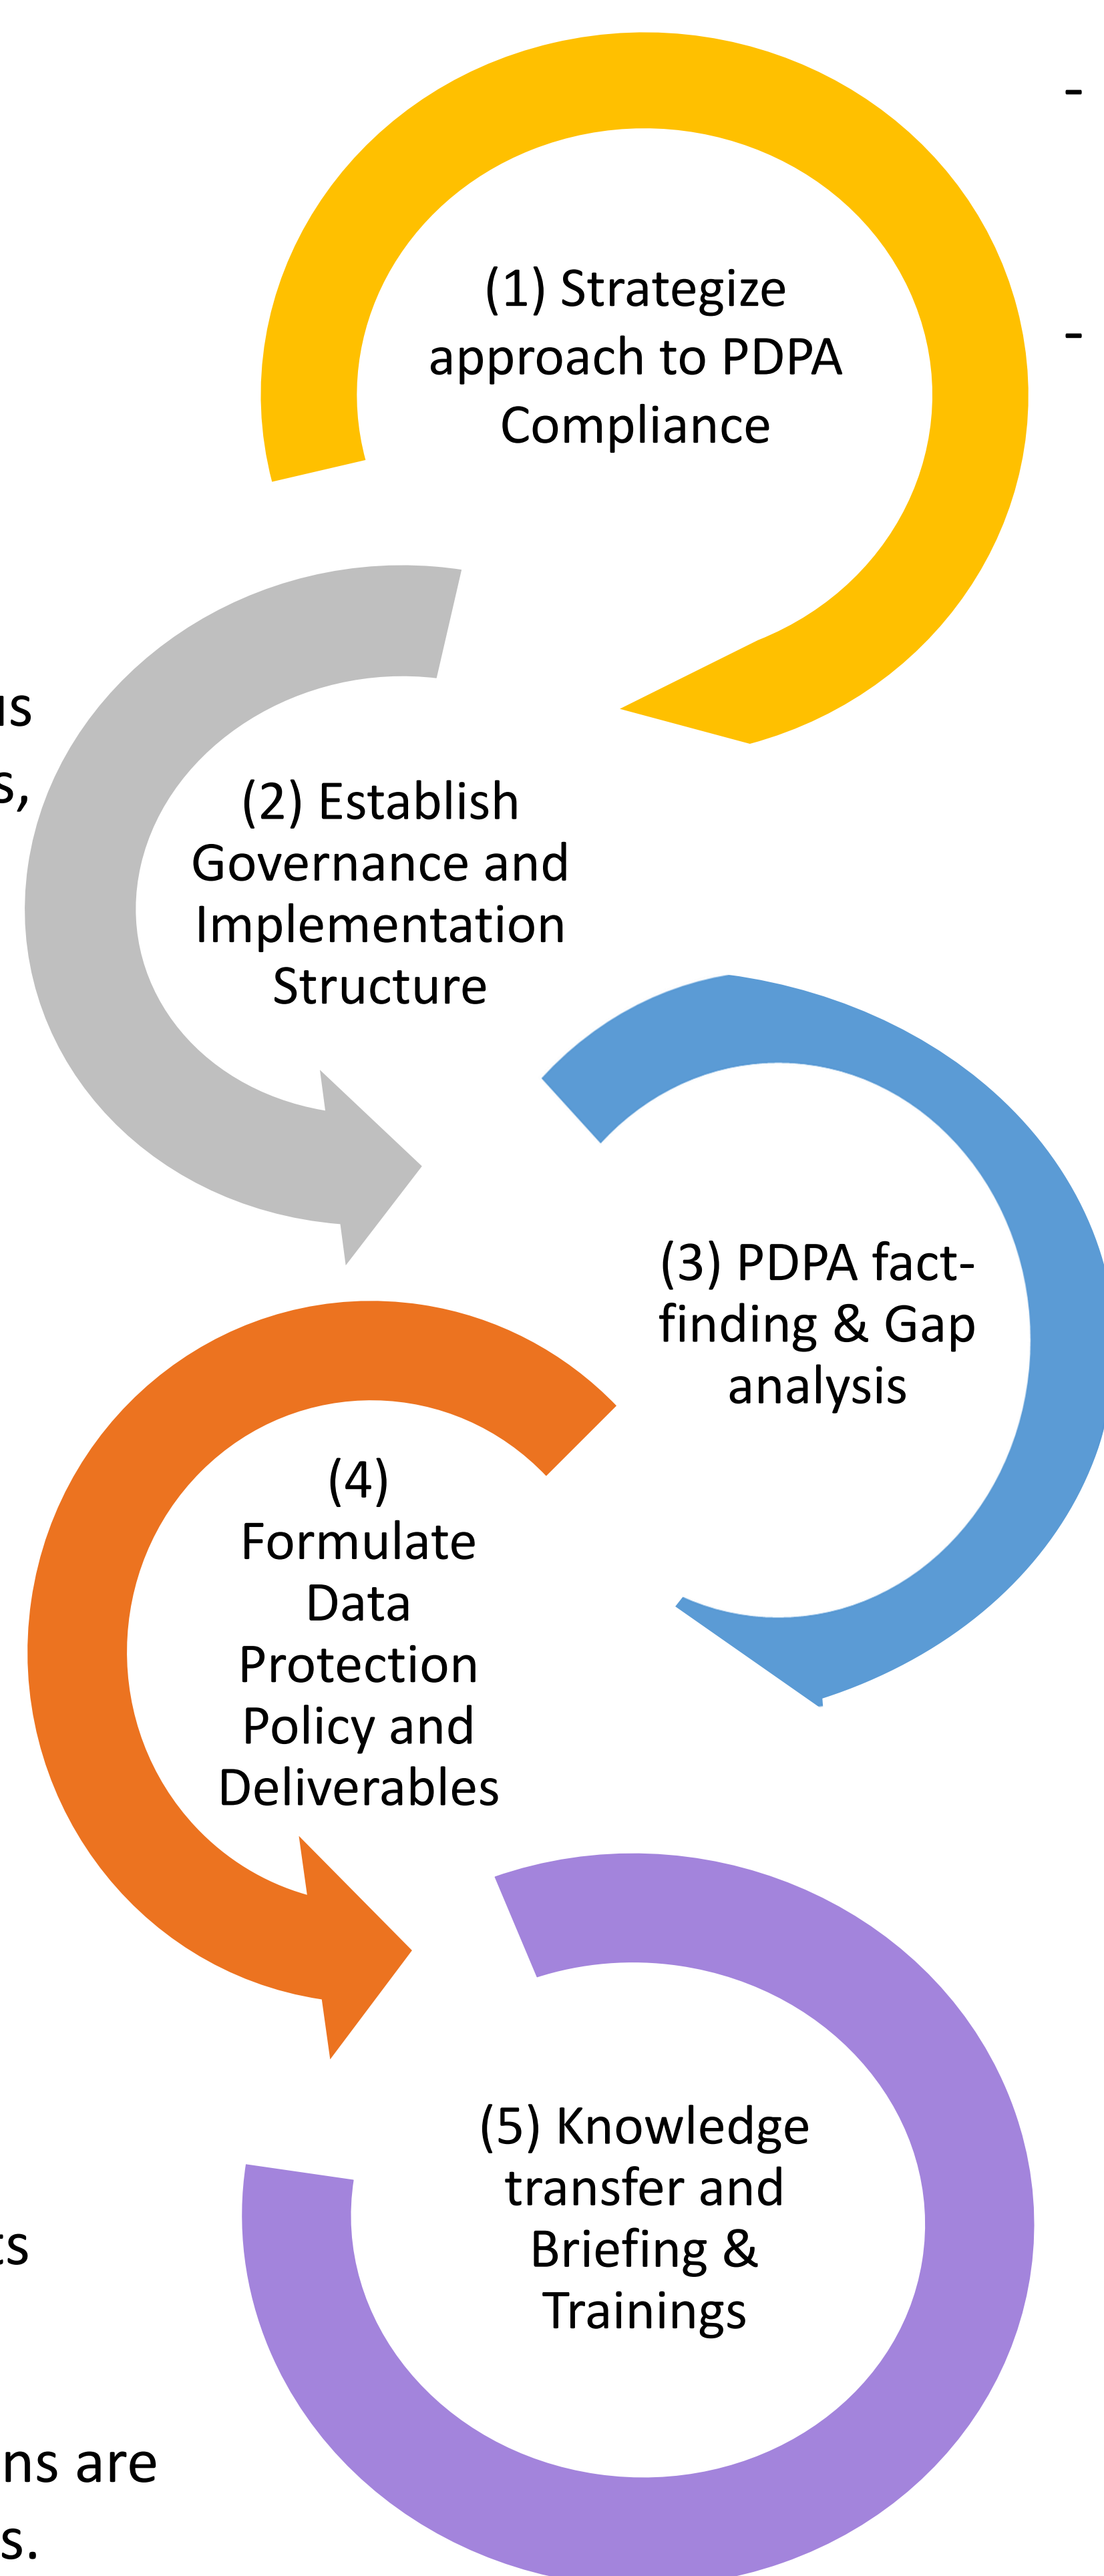 -
(1) Strategize
approach to PDPA
Compliance
-
s,
(2) Establish
Governance and
Implementation
Structure
(3) PDPA fact-
finding & Gap
analysis
(4)
Formulate
Data
Protection
Policy and
Deliverables
(5) Knowledge
transfer and
Briefing &
Trainings
ts
ns are
s.